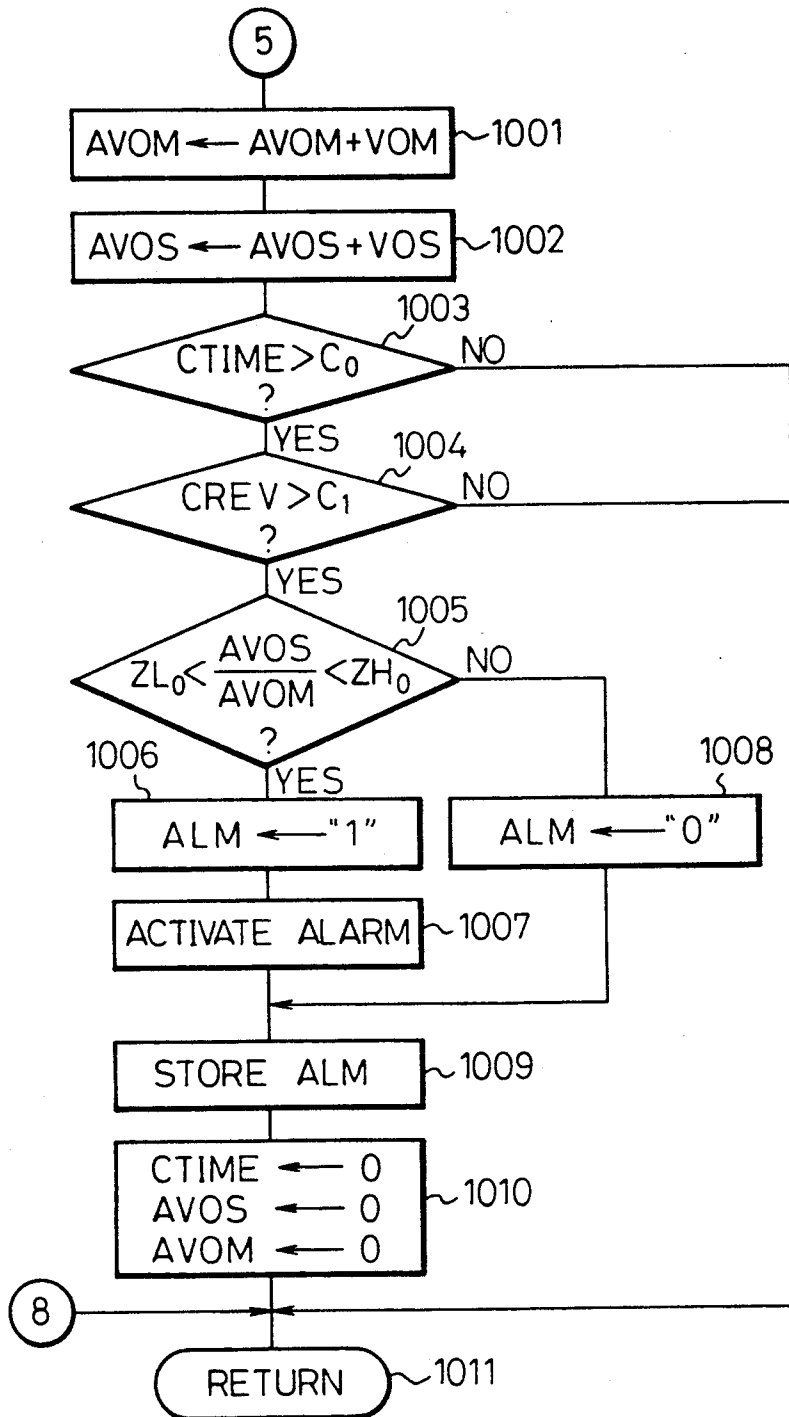 5
AVOM ← AVOM+VOM 1001
AVOS ← AVOS+VOS 1002
1003
CTIME>C₀ NO
?
YES
1004
CREV>C₁ NO
?
YES
1005
ZL₀< AVOS/AVOM <ZH₀ NO
?
1006 YES 1008
ALM ← "1" ALM ← "0"
ACTIVATE ALARM 1007
STORE ALM 1009
CTIME ← 0
AVOS ← 0 1010
AVOM ← 0
8
RETURN 1011